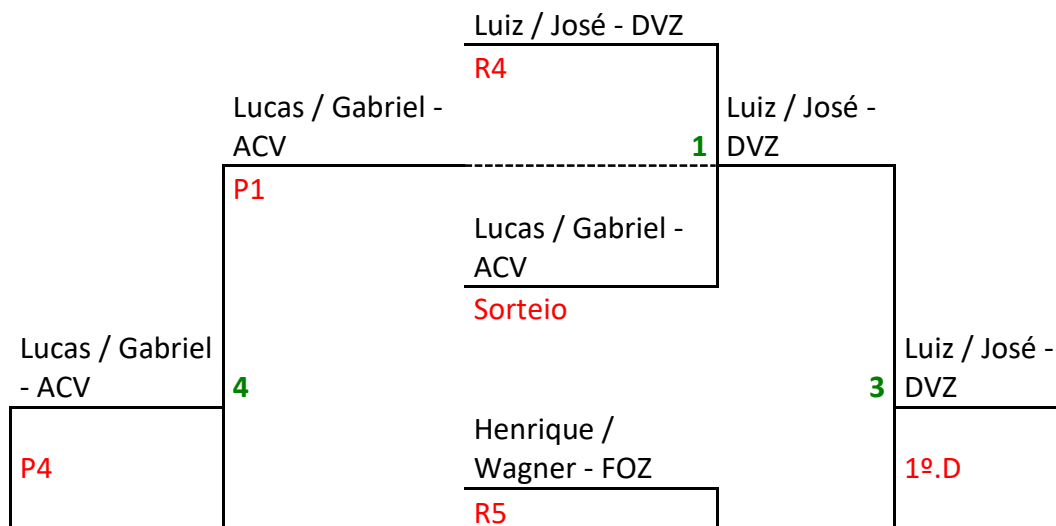 Luiz / José - DVZ
R4
Lucas / Gabriel -
ACV
P1
1
Luiz / José -
DVZ
Lucas / Gabriel -
ACV
Sorteio
Lucas / Gabriel
- ACV
4
3
Luiz / José -
DVZ
Henrique /
Wagner - FOZ
P4
1º.D
R5